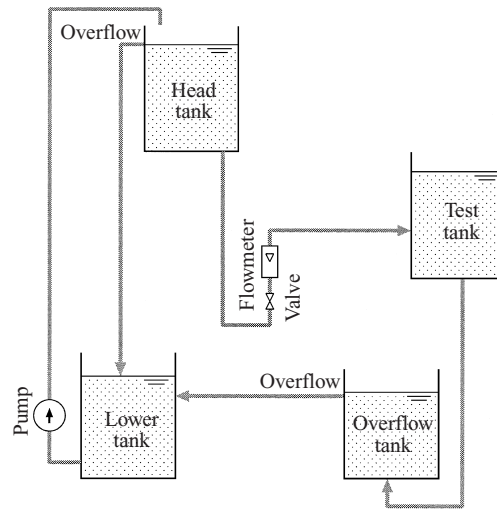 Overflow
Head
tank
Test
tank
Flowmeter
Valve
Overflow
Pump
Lower
tank
Overflow
tank